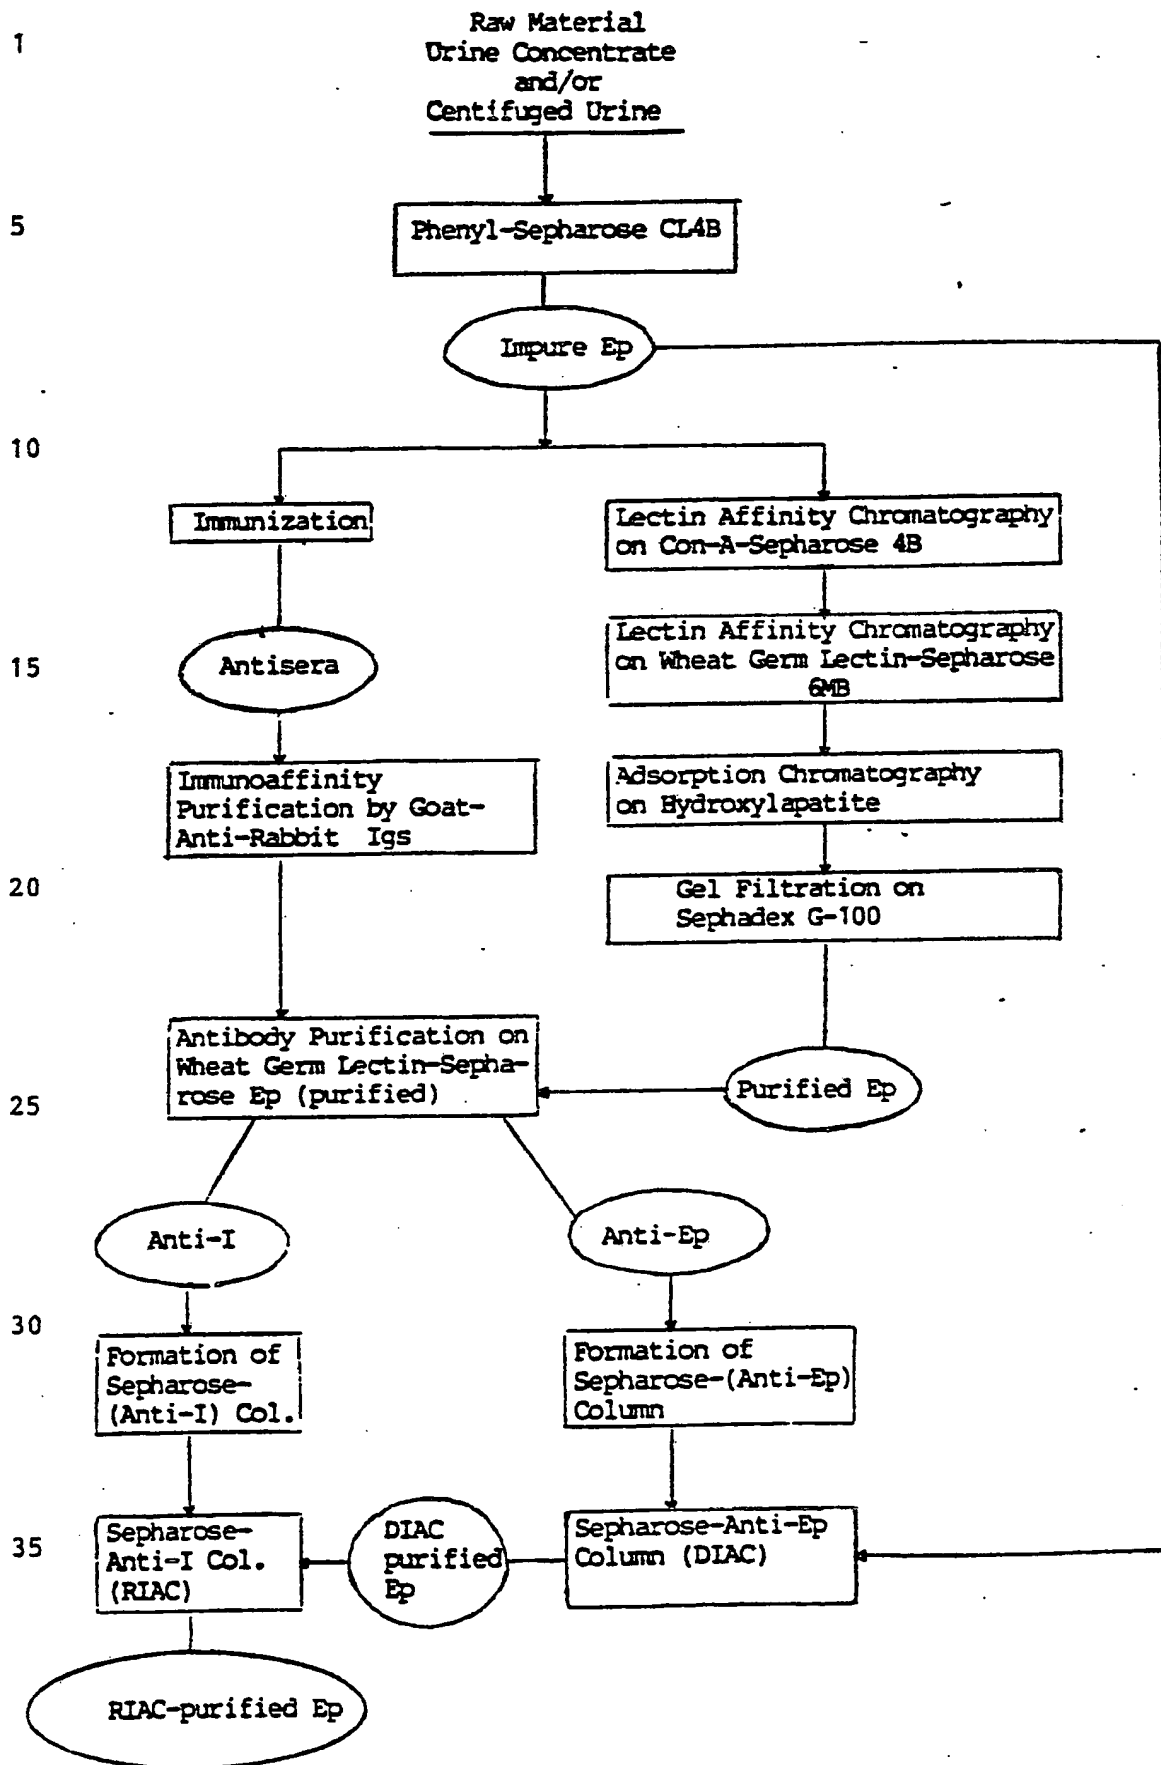 1
Raw Material
Urine Concentrate
and/or
Centifuged Urine
5
Phenyl-Sepharose CL4B
Impure Ep
10
Immunization
Lectin Affinity Chromatography
on Con-A-Sepharose 4B
15
Antisera
Lectin Affinity Chromatography
on Wheat Germ Lectin-Sepharose
6MB
Immunoaffinity
Purification by Goat-
Anti-Rabbit Igs
Adsorption Chromatography
on Hydroxylapatite
20
Gel Filtration on
Sephadex G-100
Antibody Purification on
Wheat Germ Lectin-Sepha-
rose Ep (purified)
Purified Ep
25
Anti-I
Anti-Ep
30
Formation of
Sepharose-
(Anti-I) Col.
Formation of
Sepharose-(Anti-Ep)
Column
35
Sepharose-
Anti-I Col.
(RIAC)
DIAC
purified
Ep
Sepharose-Anti-Ep
Column (DIAC)
RIAC-purified Ep